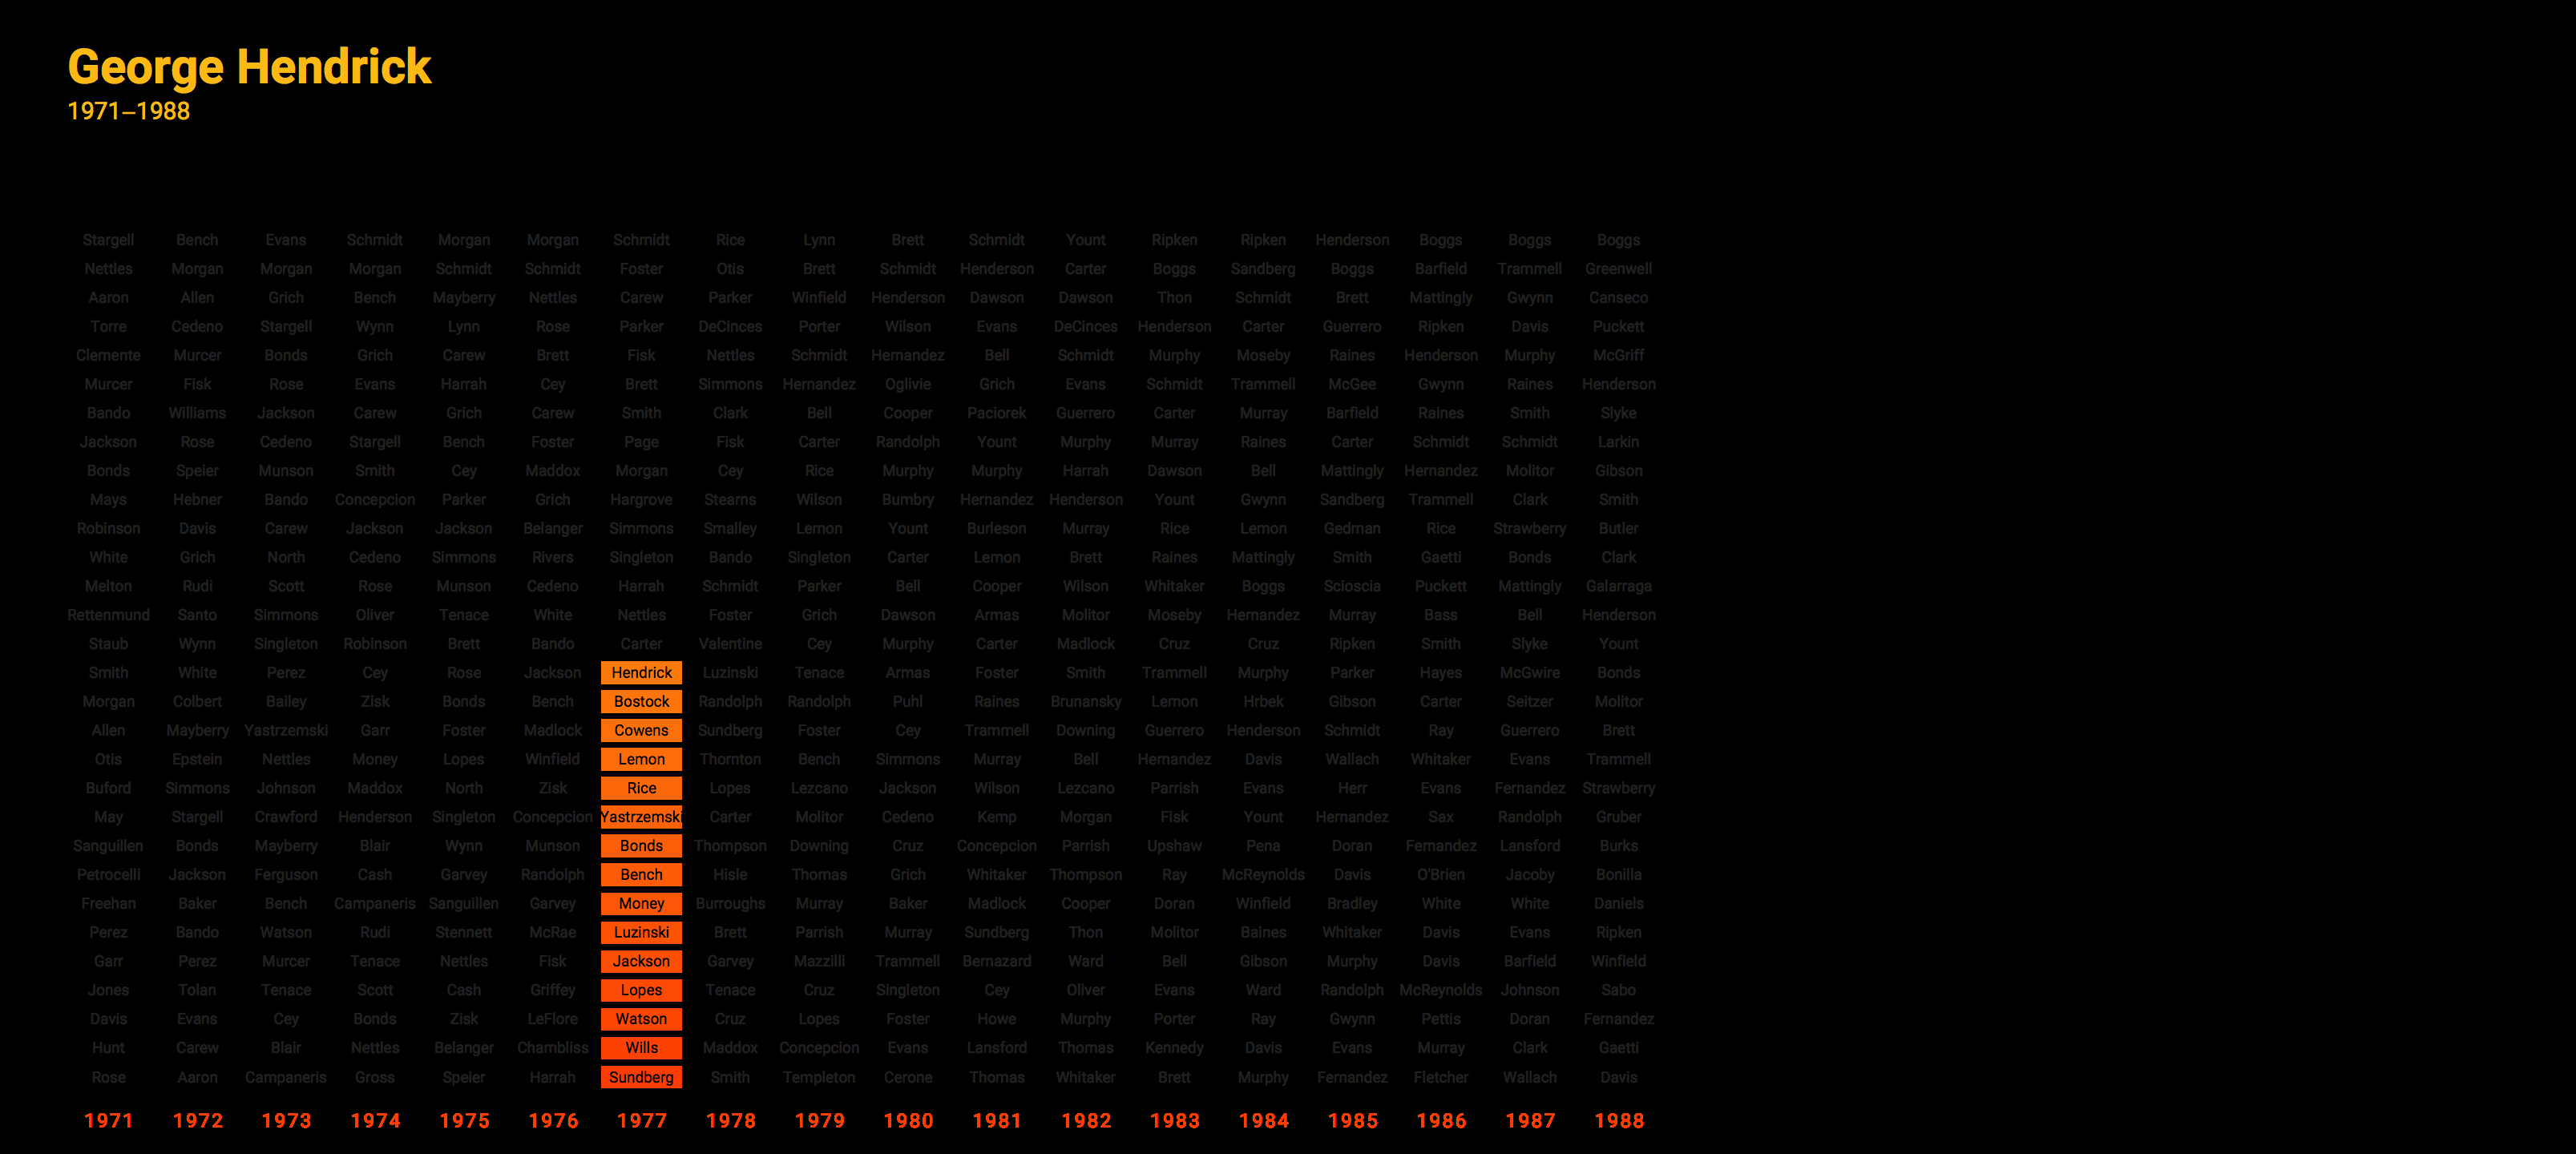 George Hendrick
1971–1988
Stargell Bench Evans Schmidt Morgan Morgan Schmidt Rice Lynn Brett Schmidt Yount Ripken Ripken Henderson Boggs Boggs Boggs
Nettles Morgan Morgan Morgan Schmidt Schmidt Foster Otis Brett Schmidt Henderson Carter Boggs Sandberg Boggs Barfield Trammell Greenwell
Aaron Allen Grich Bench Mayberry Nettles Carew Parker Winfield Henderson Dawson Dawson Thon Schmidt Brett Mattingly Gwynn Canseco
Torre Cedeno Stargell Wynn Lynn Rose Parker DeCinces Porter Wilson Evans DeCinces Henderson Carter Guerrero Ripken Davis Puckett
Clemente Murcer Bonds Grich Carew Brett Fisk Nettles Schmidt Hernandez Bell Schmidt Murphy Moseby Raines Henderson Murphy McGriff
Murcer Fisk Rose Evans Harrah Cey Brett Simmons Hernandez Oglivie Grich Evans Schmidt Trammell McGee Gwynn Raines Henderson
Bando Williams Jackson Carew Grich Carew Smith Clark Bell Cooper Paciorek Guerrero Carter Murray Barfield Raines Smith Slyke
Jackson Rose Cedeno Stargell Bench Foster Page Fisk Carter Randolph Yount Murphy Murray Raines Carter Schmidt Schmidt Larkin
Bonds Speier Munson Smith Cey Maddox Morgan Cey Rice Murphy Murphy Harrah Dawson Bell Mattingly Hernandez Molitor Gibson
Mays Hebner Bando Concepcion Parker Grich Hargrove Stearns Wilson Bumbry Hernandez Henderson Yount Gwynn Sandberg Trammell Clark Smith
Robinson Davis Carew Jackson Jackson Belanger Simmons Smalley Lemon Yount Burleson Murray Rice Lemon Gedman Rice Strawberry Butler
White Grich North Cedeno Simmons Rivers Singleton Bando Singleton Carter Lemon Brett Raines Mattingly Smith Gaetti Bonds Clark
Melton Rudi Scott Rose Munson Cedeno Harrah Schmidt Parker Bell Cooper Wilson Whitaker Boggs Scioscia Puckett Mattingly Galarraga
Rettenmund Santo Simmons Oliver Tenace White Nettles Foster Grich Dawson Armas Molitor Moseby Hernandez Murray Bass Bell Henderson
Staub Wynn Singleton Robinson Brett Bando Carter Valentine Cey Murphy Carter Madlock Cruz Cruz Ripken Smith Slyke Yount
Smith White Perez Cey Rose Jackson Hendrick Luzinski Tenace Armas Foster Smith Trammell Murphy Parker Hayes McGwire Bonds
Morgan Colbert Bailey Zisk Bonds Bench Bostock Randolph Randolph Puhl Raines Brunansky Lemon Hrbek Gibson Carter Seitzer Molitor
Allen Mayberry Yastrzemski Garr Foster Madlock Cowens Sundberg Foster Cey Trammell Downing Guerrero Henderson Schmidt Ray Guerrero Brett
Otis Epstein Nettles Money Lopes Winfield Lemon Thornton Bench Simmons Murray Bell Hernandez Davis Wallach Whitaker Evans Trammell
Buford Simmons Johnson Maddox North Zisk Rice Lopes Lezcano Jackson Wilson Lezcano Parrish Evans Herr Evans Fernandez Strawberry
May Stargell Crawford Henderson Singleton Concepcion Yastrzemski Carter Molitor Cedeno Kemp Morgan Fisk Yount Hernandez Sax Randolph Gruber
Sanguillen Bonds Mayberry Blair Wynn Munson Bonds Thompson Downing Cruz Concepcion Parrish Upshaw Pena Doran Fernandez Lansford Burks
Petrocelli Jackson Ferguson Cash Garvey Randolph Bench Hisle Thomas Grich Whitaker Thompson Ray McReynolds Davis O'Brien Jacoby Bonilla
Freehan Baker Bench Campaneris Sanguillen Garvey Money Burroughs Murray Baker Madlock Cooper Doran Winfield Bradley White White Daniels
Perez Bando Watson Rudi Stennett McRae Luzinski Brett Parrish Murray Sundberg Thon Molitor Baines Whitaker Davis Evans Ripken
Garr Perez Murcer Tenace Nettles Fisk Jackson Garvey Mazzilli Trammell Bernazard Ward Bell Gibson Murphy Davis Barfield Winfield
Jones Tolan Tenace Scott Cash Griffey Lopes Tenace Cruz Singleton Cey Oliver Evans Ward Randolph McReynolds Johnson Sabo
Davis Evans Cey Bonds Zisk LeFlore Watson Cruz Lopes Foster Howe Murphy Porter Ray Gwynn Pettis Doran Fernandez
Hunt Carew Blair Nettles Belanger Chambliss Wills Maddox Concepcion Evans Lansford Thomas Kennedy Davis Evans Murray Clark Gaetti
Rose Aaron Campaneris Gross Speier Harrah Sundberg Smith Templeton Cerone Thomas Whitaker Brett Murphy Fernandez Fletcher Wallach Davis
1971 1972 1973 1974 1975 1976 1977 1978 1979 1980 1981 1982 1983 1984 1985 1986 1987 1988